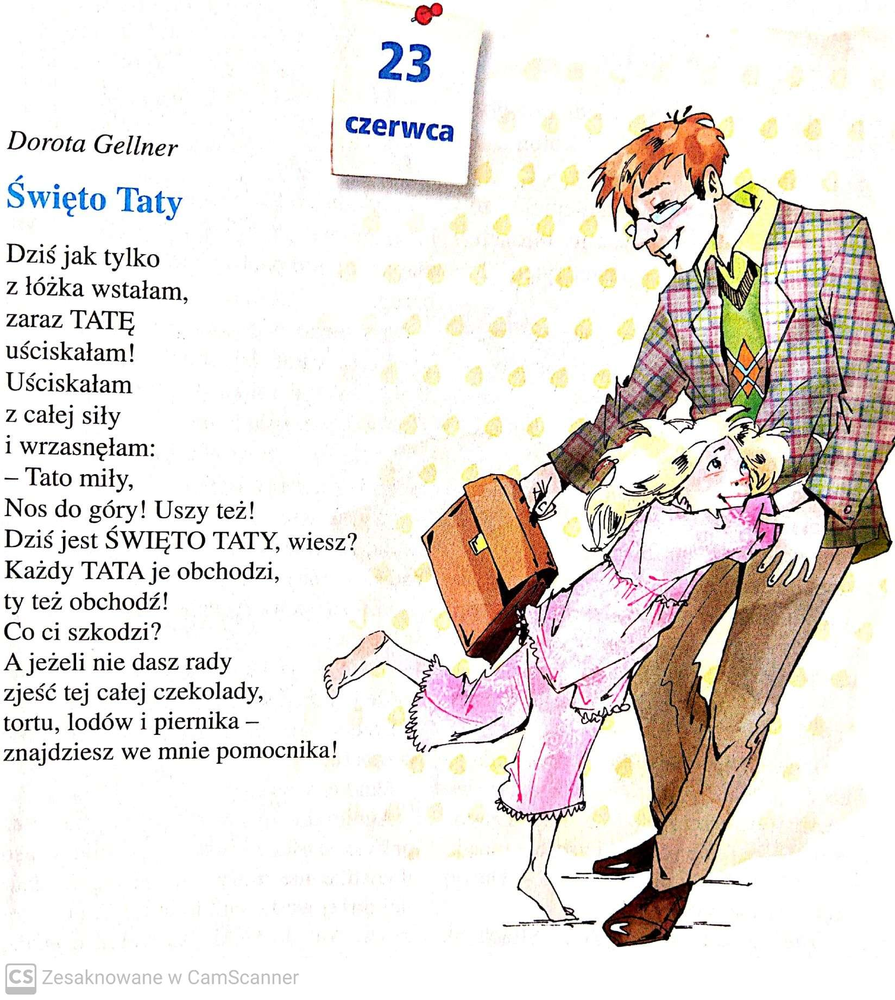 23
czerwca
Dorota Gellner
Święto Taty
Dziś jak tylko
z łóżka wstałam,
zaraz TATĘ
uściskałam!
Uściskałam
z całej siły
i wrzasnęłam:
– Tato miły,
Nos do góry! Uszy też!
Dziś jest ŚWIĘTO TATY, wiesz?
Każdy TATA je obchodzi,
ty też obchodź!
Co ci szkodzi?
A jeżeli nie dasz rady
zjeść tej całej czekolady,
tortu, lodów i piernika –
znajdziesz we mnie pomocnika!
CS Zesaknowane w CamScanner